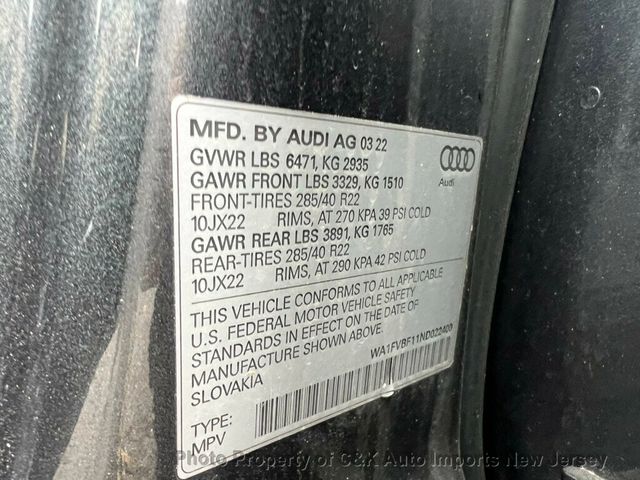 MFD. BY AUDI AG 03 22
GVWR LBS 6471, KG 2935
GAWR FRONT LBS 3329, KG 1510
FRONT-TIRES 285/40 R22
10JX22 RIMS, AT 270 KPA 39 PSI COLD
GAWR REAR LBS 3891, KG 1765
REAR-TIRES 285/40 R22
10JX22 RIMS, AT 290 KPA 42 PSI COLD
Audi
THIS VEHICLE CONFORMS TO ALL APPLICABLE
U.S. FEDERAL MOTOR VEHICLE SAFETY
STANDARDS IN EFFECT ON THE DATE OF
MANUFACTURE SHOWN ABOVE.
SLOVAKIA
WA1FVBF11ND022400
TYPE:
MPV
Photo Property of C&K Auto Imports New Jersey